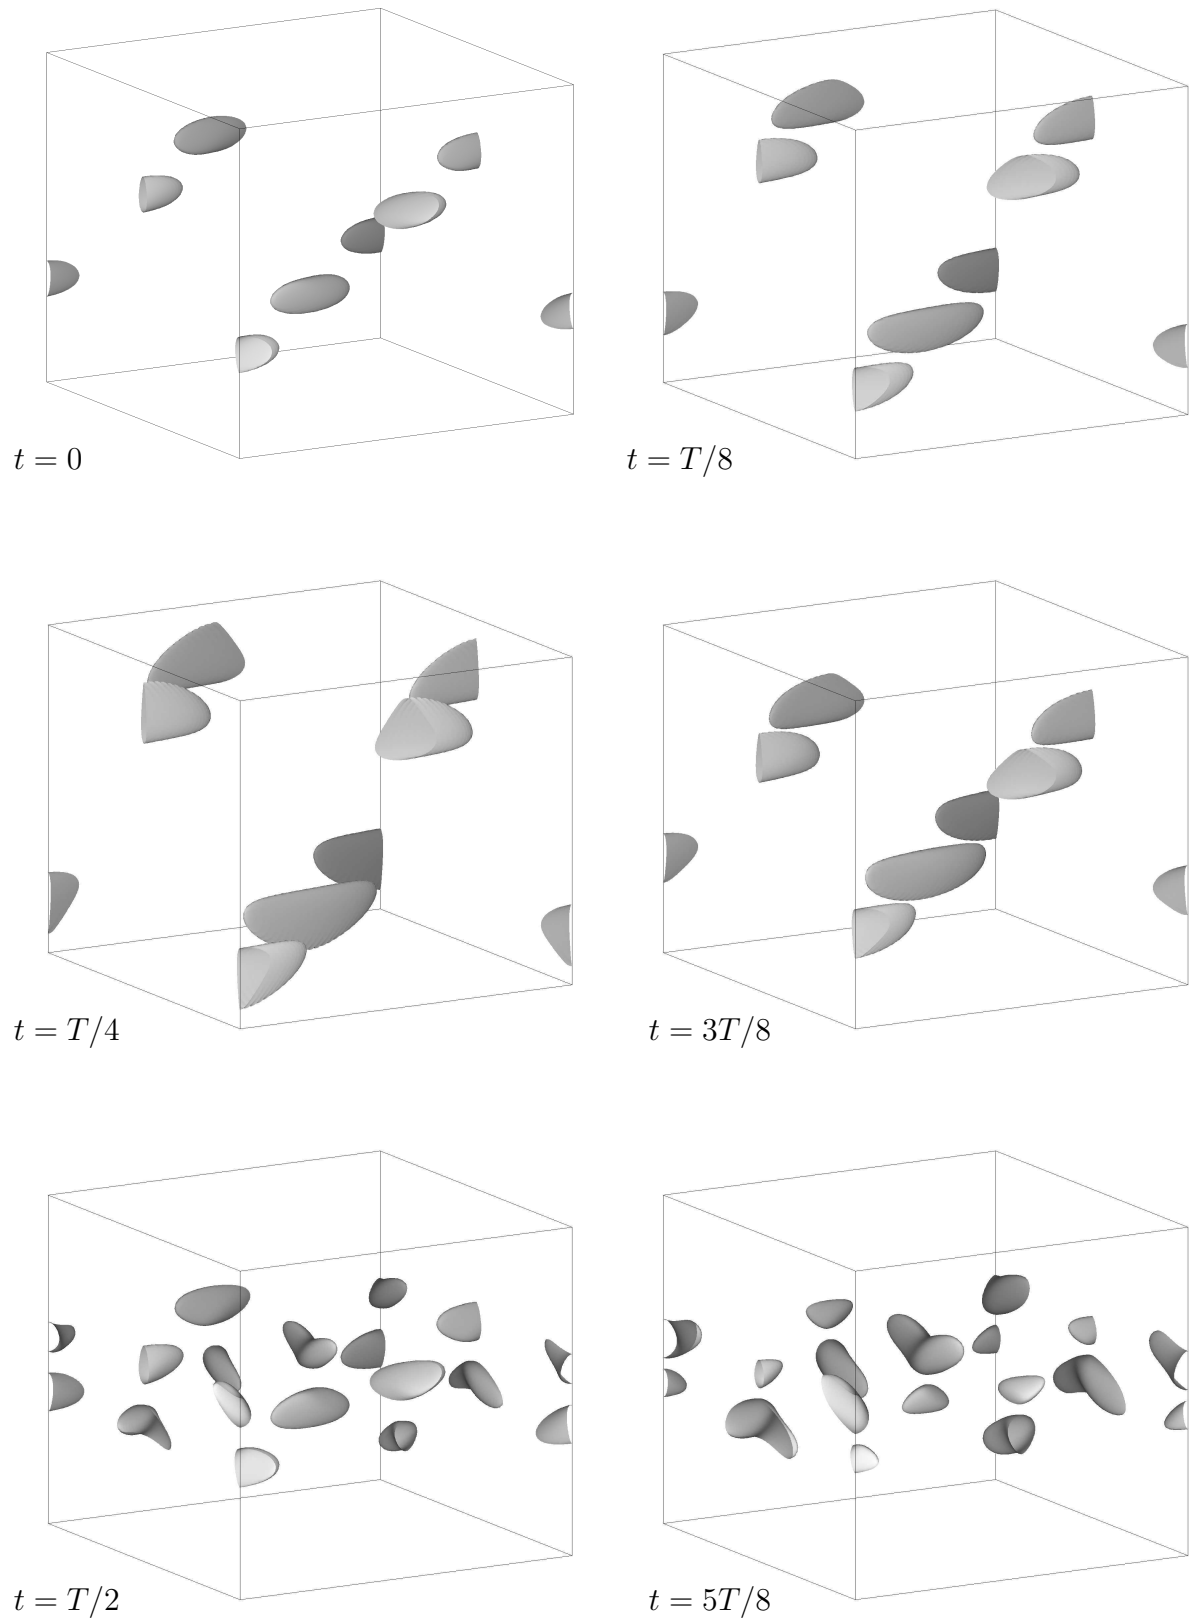 t = 0
t = T/8
t = T/4
t = 3T/8
t = T/2
t = 5T/8